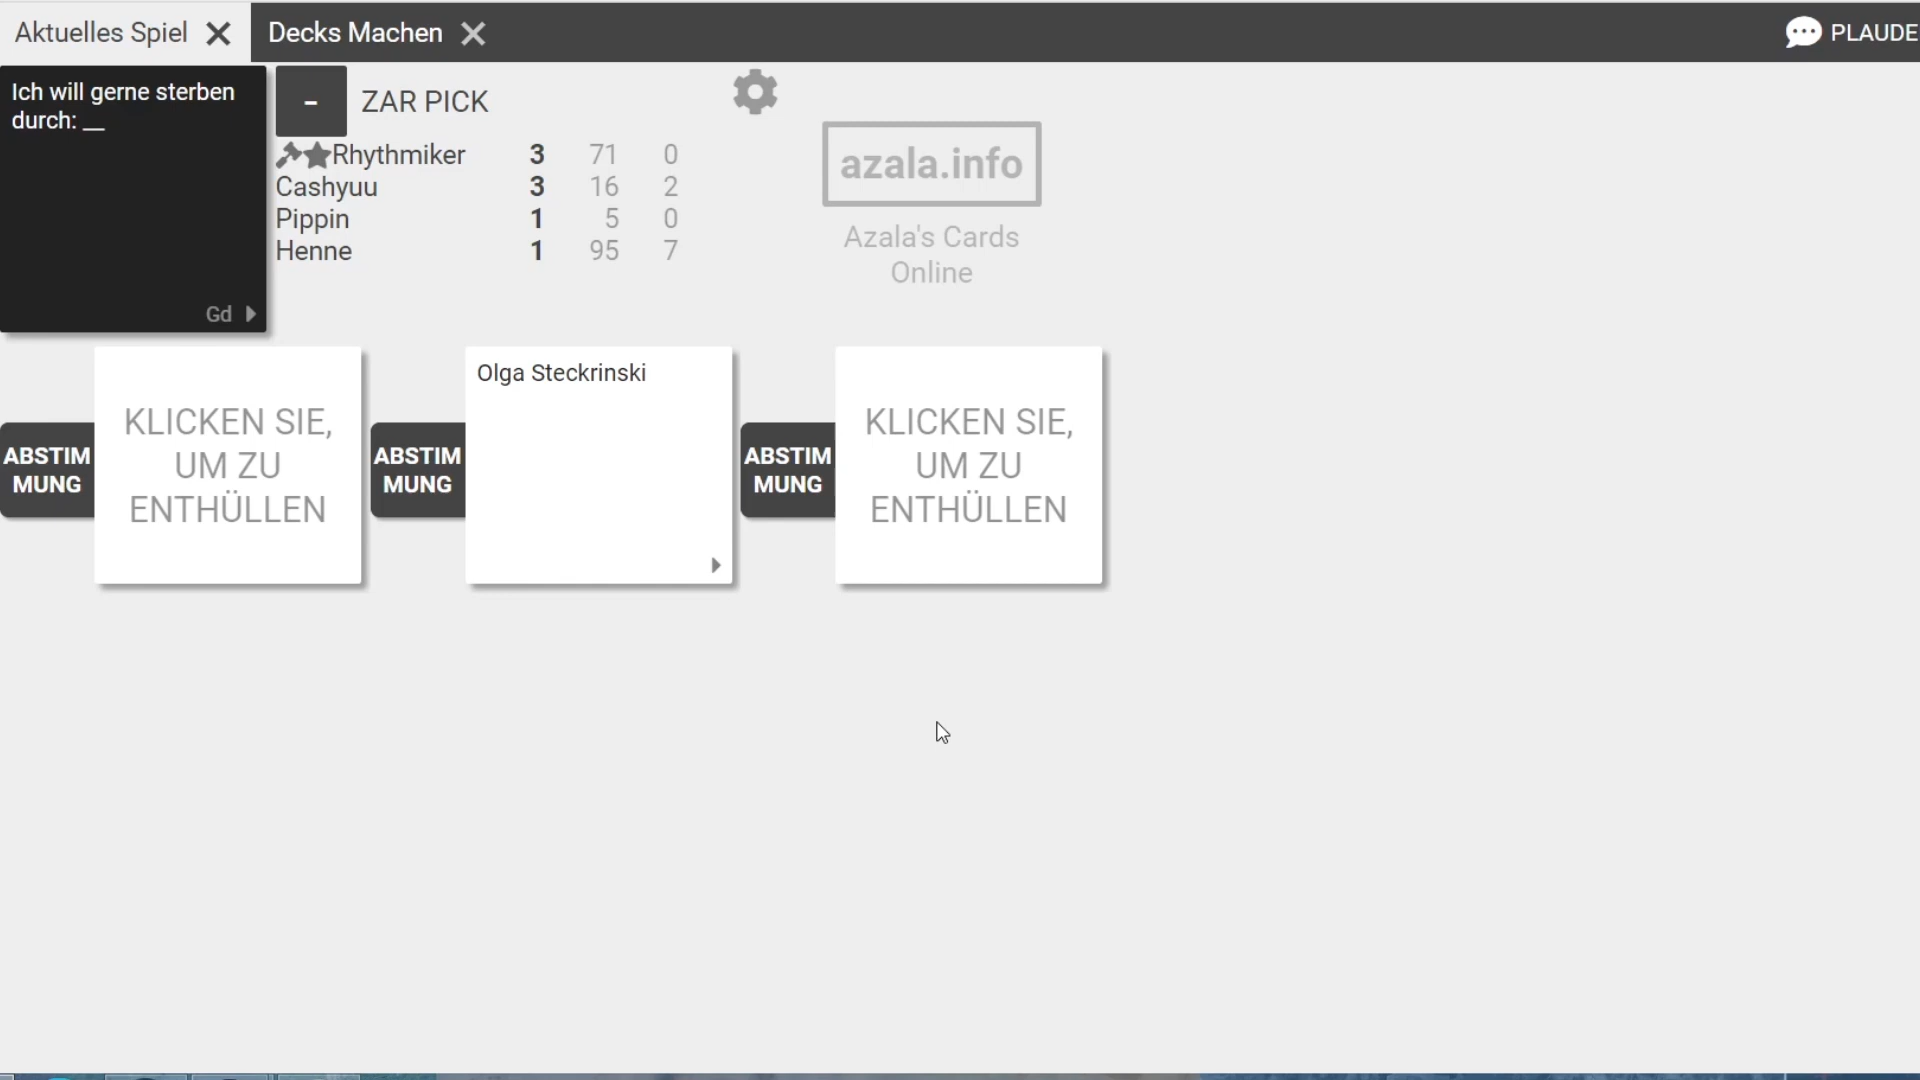 Aktuelles Spiel
Decks Machen
PLAUDE
Ich will gerne sterben
durch: __
Gd
-
ZAR PICK
Rhythmiker 3 71 0
Cashyuu 3 16 2
Pippin 1 5 0
Henne 1 95 7
azala.info
Azala's Cards
Online
ABSTIM
MUNG
KLICKEN SIE,
UM ZU
ENTHÜLLEN
ABSTIM
MUNG
Olga Steckrinski
ABSTIM
MUNG
KLICKEN SIE,
UM ZU
ENTHÜLLEN